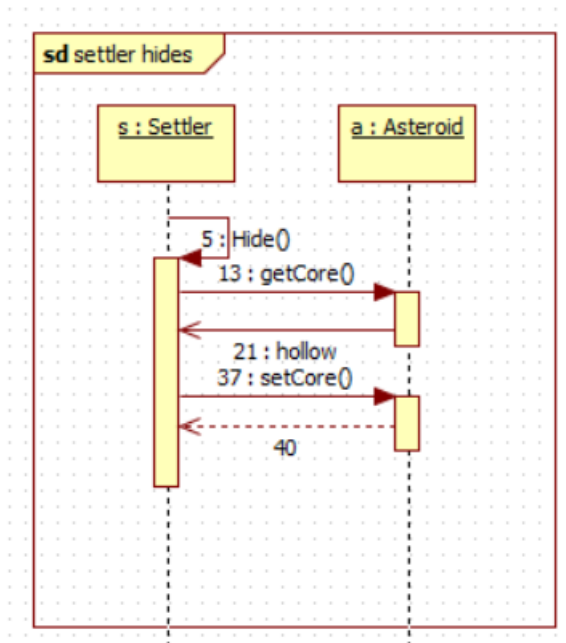 sd settler hides
s : Settler
a : Asteroid
5 : Hide()
13 : getCore()
21 : hollow
37 : setCore()
40